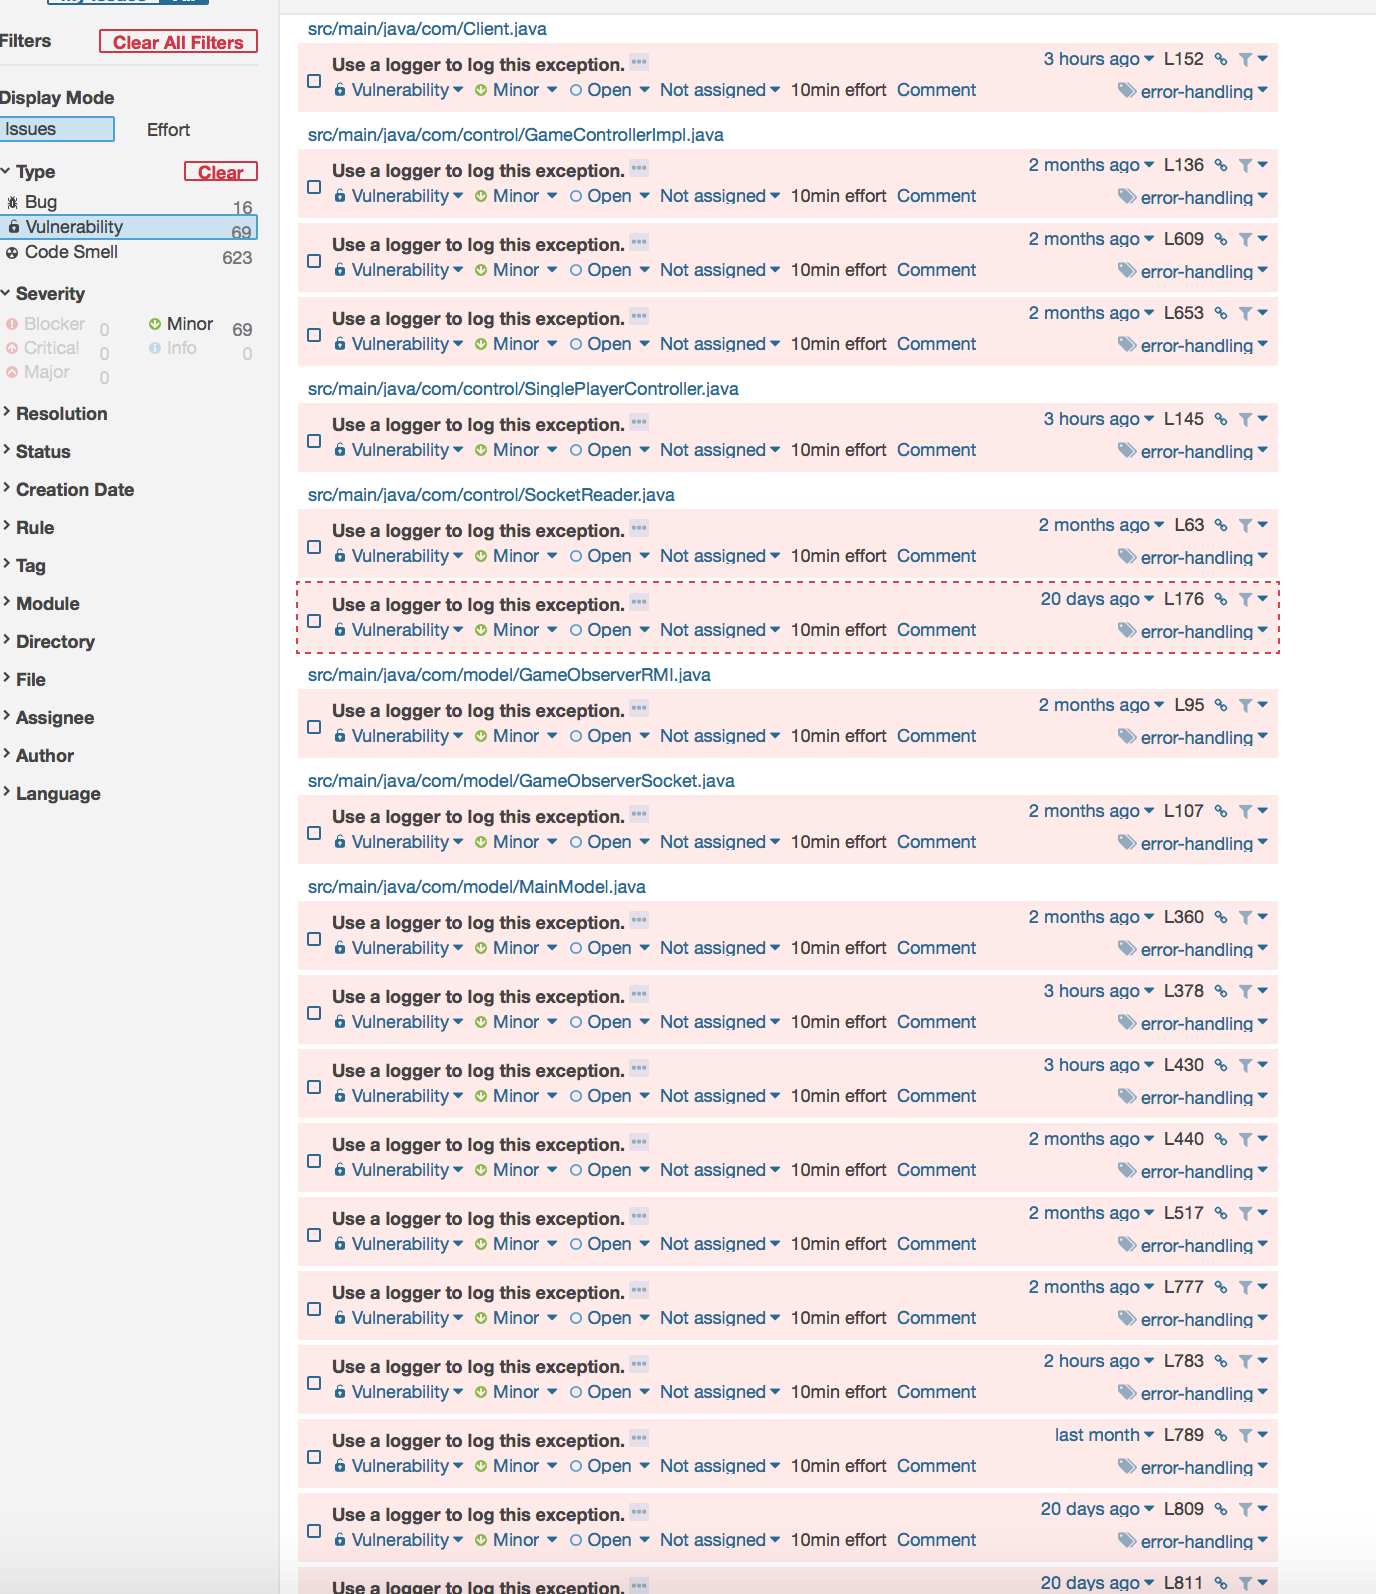 Filters
Clear All Filters
Display Mode
Issues
Effort
Type
Clear
Bug 16
Vulnerability 69
Code Smell 623
Severity
Blocker 0
Minor 69
Critical 0
Info 0
Major 0
Resolution
Status
Creation Date
Rule
Tag
Module
Directory
File
Assignee
Author
Language
src/main/java/com/Client.java
Use a logger to log this exception. ••• 3 hours ago L152
Vulnerability Minor Open Not assigned 10min effort Comment error-handling
src/main/java/com/control/GameControllerImpl.java
Use a logger to log this exception. ••• 2 months ago L136
Vulnerability Minor Open Not assigned 10min effort Comment error-handling
Use a logger to log this exception. ••• 2 months ago L609
Vulnerability Minor Open Not assigned 10min effort Comment error-handling
Use a logger to log this exception. ••• 2 months ago L653
Vulnerability Minor Open Not assigned 10min effort Comment error-handling
src/main/java/com/control/SinglePlayerController.java
Use a logger to log this exception. ••• 3 hours ago L145
Vulnerability Minor Open Not assigned 10min effort Comment error-handling
src/main/java/com/control/SocketReader.java
Use a logger to log this exception. ••• 2 months ago L63
Vulnerability Minor Open Not assigned 10min effort Comment error-handling
Use a logger to log this exception. ••• 20 days ago L176
Vulnerability Minor Open Not assigned 10min effort Comment error-handling
src/main/java/com/model/GameObserverRMI.java
Use a logger to log this exception. ••• 2 months ago L95
Vulnerability Minor Open Not assigned 10min effort Comment error-handling
src/main/java/com/model/GameObserverSocket.java
Use a logger to log this exception. ••• 2 months ago L107
Vulnerability Minor Open Not assigned 10min effort Comment error-handling
src/main/java/com/model/MainModel.java
Use a logger to log this exception. ••• 2 months ago L360
Vulnerability Minor Open Not assigned 10min effort Comment error-handling
Use a logger to log this exception. ••• 3 hours ago L378
Vulnerability Minor Open Not assigned 10min effort Comment error-handling
Use a logger to log this exception. ••• 3 hours ago L430
Vulnerability Minor Open Not assigned 10min effort Comment error-handling
Use a logger to log this exception. ••• 2 months ago L440
Vulnerability Minor Open Not assigned 10min effort Comment error-handling
Use a logger to log this exception. ••• 2 months ago L517
Vulnerability Minor Open Not assigned 10min effort Comment error-handling
Use a logger to log this exception. ••• 2 months ago L777
Vulnerability Minor Open Not assigned 10min effort Comment error-handling
Use a logger to log this exception. ••• 2 hours ago L783
Vulnerability Minor Open Not assigned 10min effort Comment error-handling
Use a logger to log this exception. ••• last month L789
Vulnerability Minor Open Not assigned 10min effort Comment error-handling
Use a logger to log this exception. ••• 20 days ago L809
Vulnerability Minor Open Not assigned 10min effort Comment error-handling
Use a logger to log this exception. ••• 20 days ago L811